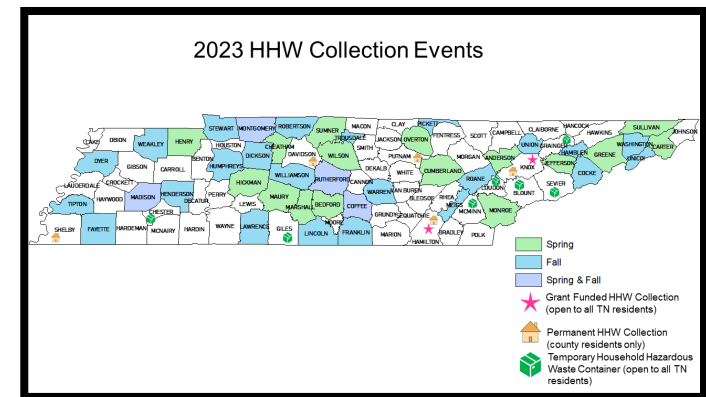 2023 HHW Collection Events
STEWART MONTGOMERY ROBERTSON SUMNER MACON CLAY PICKETT CLAIBORNE HANCOCK SULLIVAN JOHNSON
LAKE OBION WEAKLEY HENRY HOUSTON CHEATHAM TROUSDALE JACKSON OVERTON FENTRESS SCOTT CAMPBELL UNION GRAINGER HAWKINS WASHINGTON CARTER
DYER GIBSON CARROLL BENTON HUMPHREYS DICKSON DAVIDSON WILSON SMITH PUTNAM MORGAN ANDERSON KNOX HAMBLEN JEFFERSON GREENE UNICOI
LAUDERDALE CROCKETT HICKMAN WILLIAMSON RUTHERFORD CANNON DEKALB WHITE CUMBERLAND ROANE LOUDON BLOUNT SEVIER COCKE
TIPTON HAYWOOD MADISON HENDERSON DECATUR PERRY LEWIS MAURY MARSHALL BEDFORD COFFEE WARREN VAN BUREN BLEDSOE RHEA MEIGS MCMINN MONROE
SHELBY FAYETTE HARDEMAN CHESTER MCNAIRY HARDIN WAYNE LAWRENCE GILES LINCOLN MOORE FRANKLIN GRUNDY SEQUATCHIE MARION HAMILTON BRADLEY POLK
Spring
Fall
Spring & Fall
Grant Funded HHW Collection
(open to all TN residents)
Permanent HHW Collection
(county residents only)
Temporary Household Hazardous
Waste Container (open to all TN
residents)